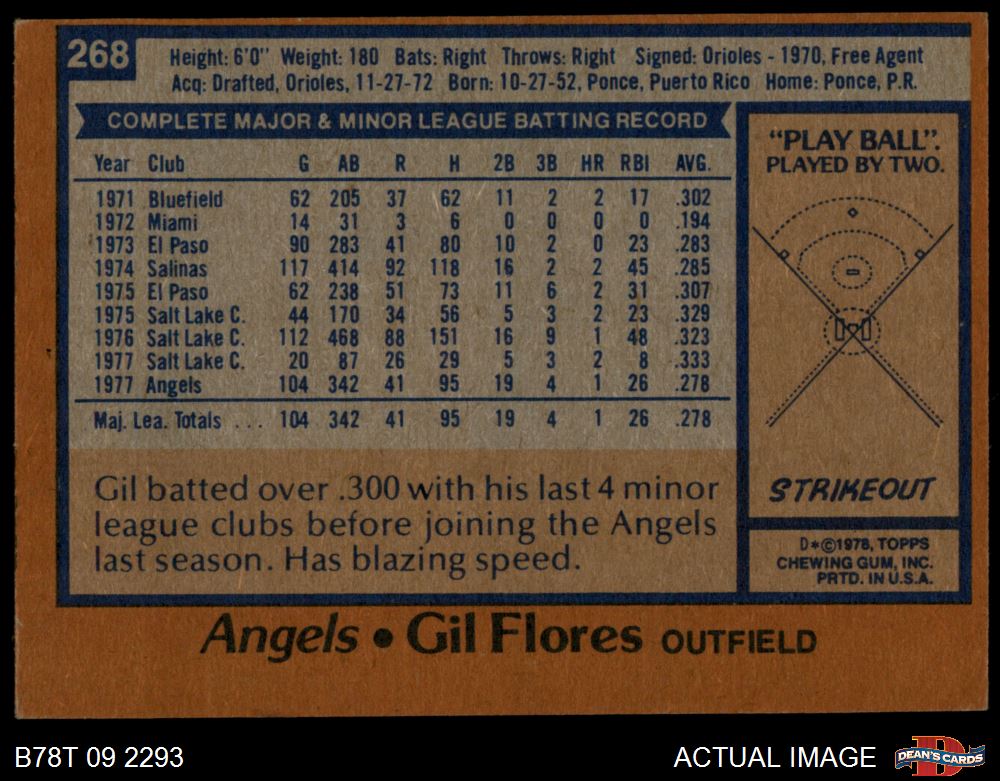 268
Height: 6'0" Weight: 180 Bats: Right Throws: Right Signed: Orioles - 1970, Free Agent
Acq: Drafted, Orioles, 11-27-72 Born: 10-27-52, Ponce, Puerto Rico Home: Ponce, P.R.
COMPLETE MAJOR & MINOR LEAGUE BATTING RECORD
Year Club G AB R H 2B 3B HR RBI AVG.
1971 Bluefield 62 205 37 62 11 2 2 17 .302
1972 Miami 14 31 3 6 0 0 0 0 .194
1973 El Paso 90 283 41 80 10 2 0 23 .283
1974 Salinas 117 414 92 118 16 2 2 45 .285
1975 El Paso 62 238 51 73 11 6 2 31 .307
1975 Salt Lake C. 44 170 34 56 5 3 2 23 .329
1976 Salt Lake C. 112 468 88 151 16 9 1 48 .323
1977 Salt Lake C. 20 87 26 29 5 3 2 8 .333
1977 Angels 104 342 41 95 19 4 1 26 .278
Maj. Lea. Totals ... 104 342 41 95 19 4 1 26 .278
Gil batted over .300 with his last 4 minor
league clubs before joining the Angels
last season. Has blazing speed.
"PLAY BALL".
PLAYED BY TWO.
STRIKEOUT
D*©1978, TOPPS
CHEWING GUM, INC.
PRTD. IN U.S.A.
Angels • Gil Flores OUTFIELD
B78T 09 2293
ACTUAL IMAGE
D
DEAN'S CARDS